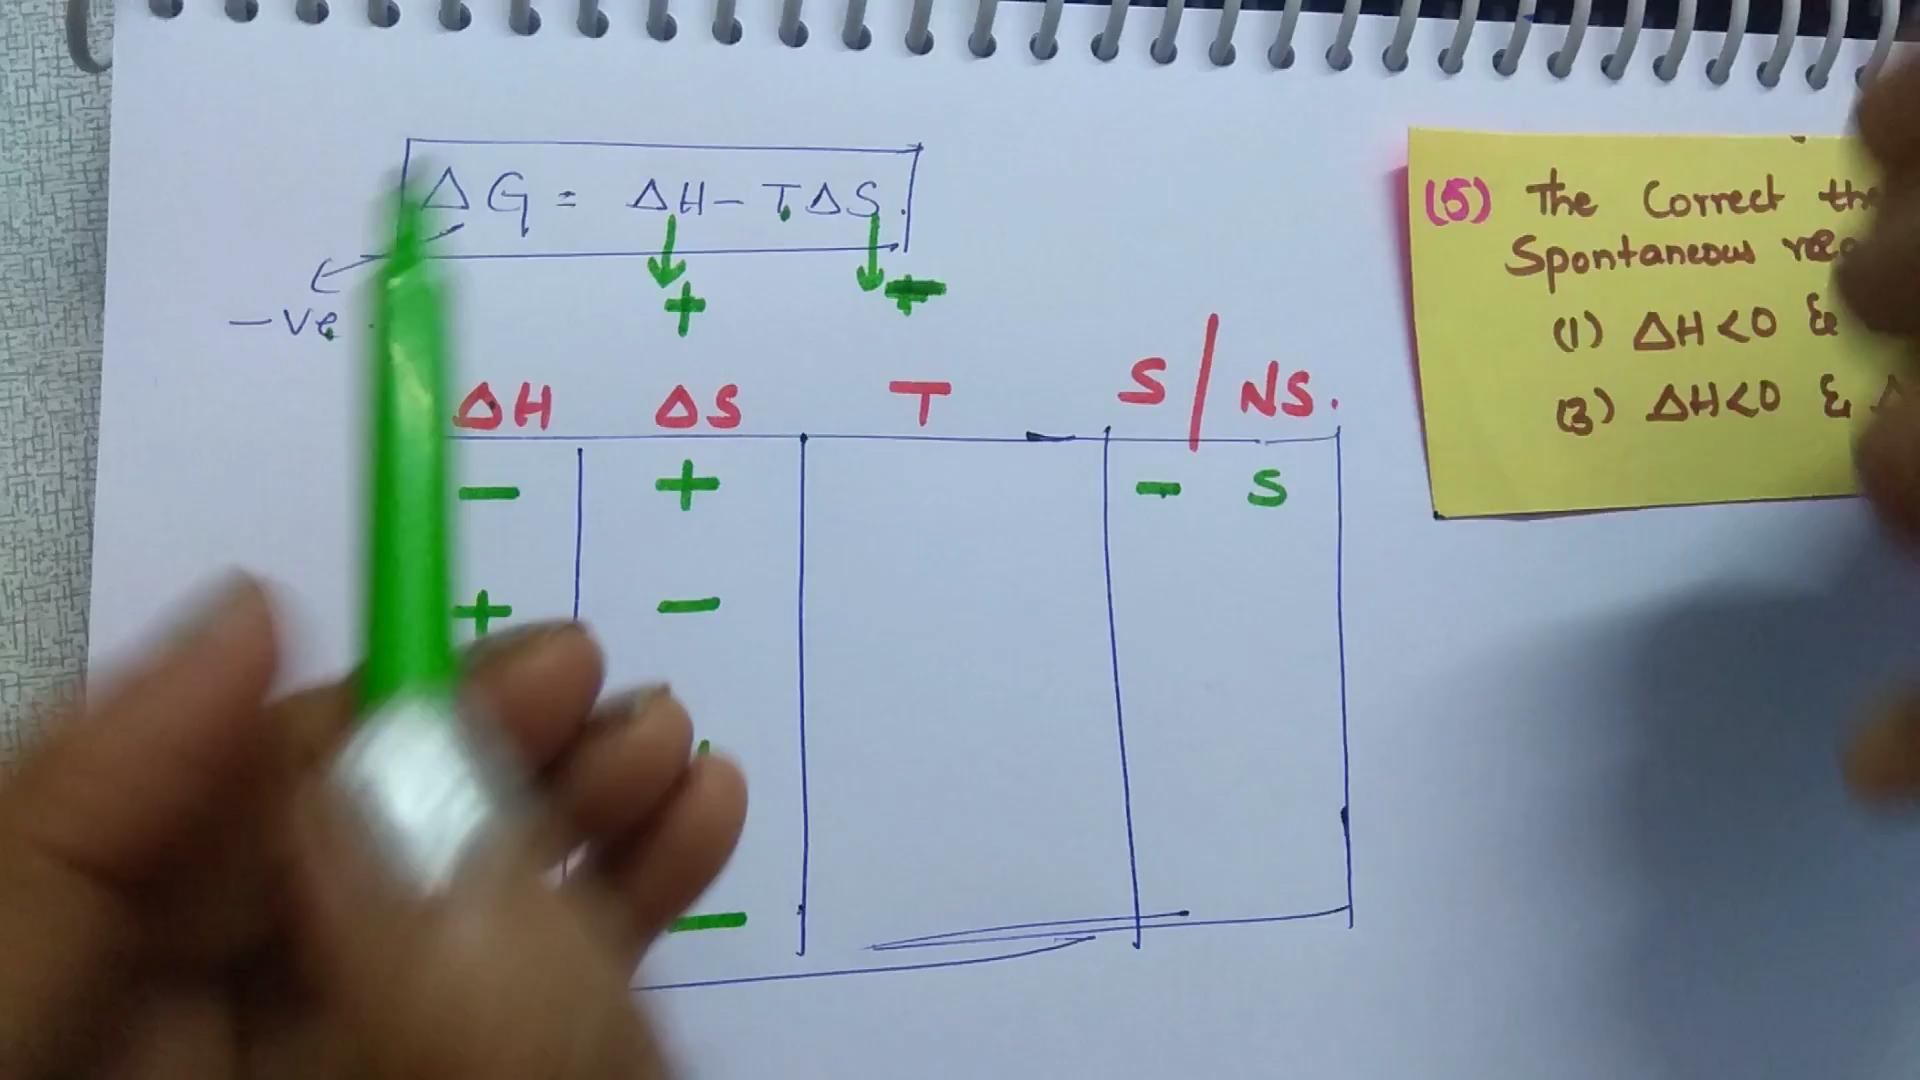 ΔG = ΔH - TΔS.
+ +
-ve
ΔH ΔS T S / NS.
- + - S
+ -
-
(5) The Correct
Spontaneous
(1) ΔH<0 &
(3) ΔH<0 &